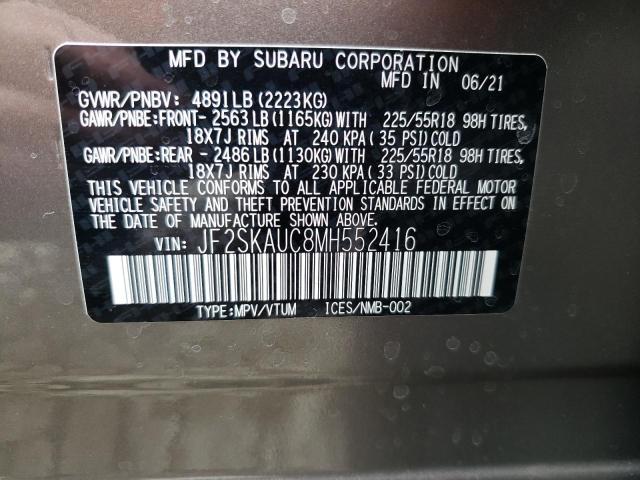 MFD BY SUBARU CORPORATION
MFD IN 06/21
GVWR/PNBV: 4891LB (2223KG)
GAWR/PNBE:FRONT- 2563LB (1165KG) WITH 225/55R18 98H TIRES,
18X7J RIMS AT 240 KPA ( 35 PSI) COLD
GAWR/PNBE:REAR - 2486LB (1130KG) WITH 225/55R18 98H TIRES,
18X7J RIMS AT 230 KPA ( 33 PSI) COLD
THIS VEHICLE CONFORMS TO ALL APPLICABLE FEDERAL MOTOR
VEHICLE SAFETY AND THEFT PREVENTION STANDARDS IN EFFECT ON
THE DATE OF MANUFACTURE SHOWN ABOVE.
VIN: JF2SKAUC8MH552416
TYPE:MPV/VTUM ICES/NMB-002